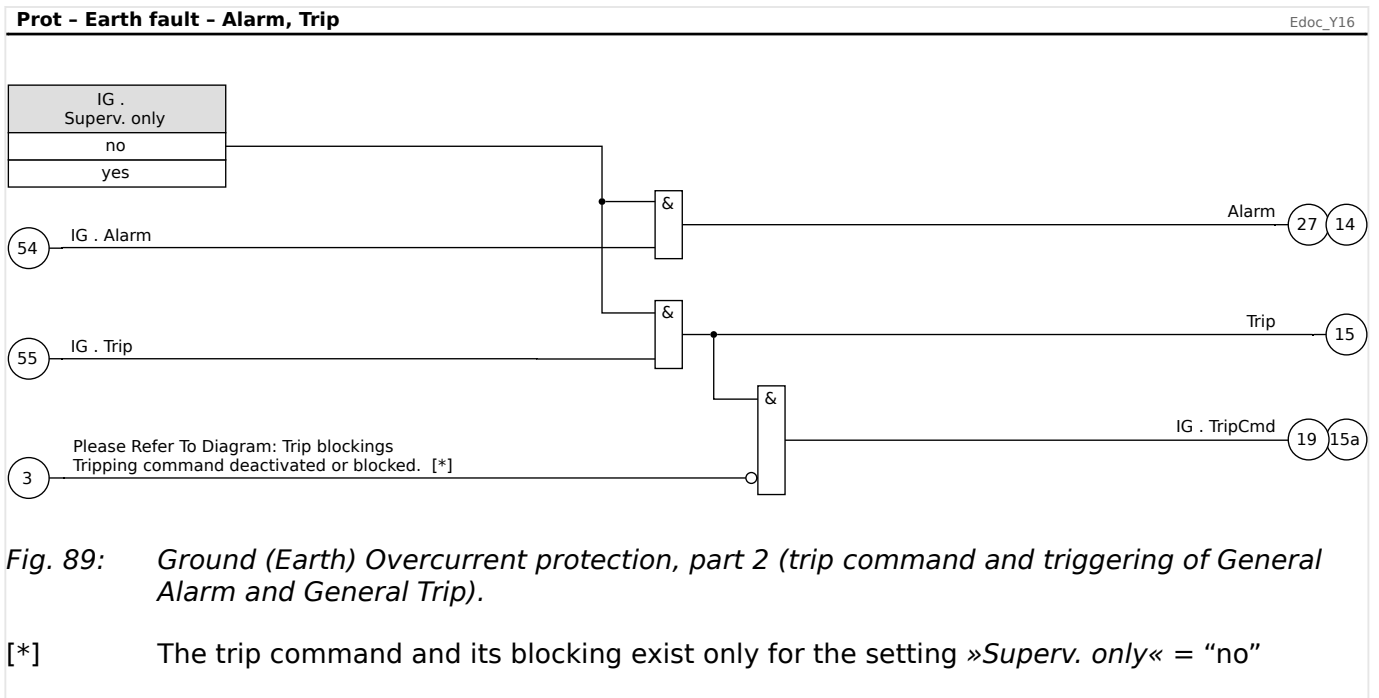 Prot – Earth fault – Alarm, Trip
Edoc_Y16
IG .
Superv. only
no
yes
&
Alarm
27
14
54
IG . Alarm
&
Trip
15
55
IG . Trip
&
IG . TripCmd
19
15a
Please Refer To Diagram: Trip blockings
Tripping command deactivated or blocked. [*]
3
Fig. 89: Ground (Earth) Overcurrent protection, part 2 (trip command and triggering of General
Alarm and General Trip).
[*] The trip command and its blocking exist only for the setting »Superv. only« = “no”